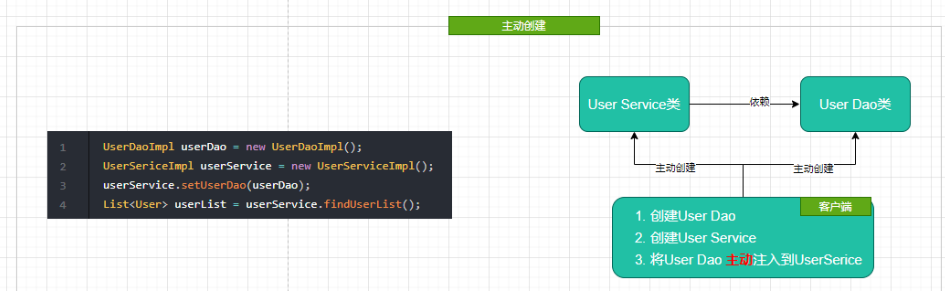 主动创建
1 UserDaoImpl userDao = new UserDaoImpl();
2 UserSericeImpl userService = new UserServiceImpl();
3 userService.setUserDao(userDao);
4 List<User> userList = userService.findUserList();
User Service类
依赖
User Dao类
主动创建
主动创建
客户端
1. 创建User Dao
2. 创建User Service
3. 将User Dao 主动注入到UserSerice